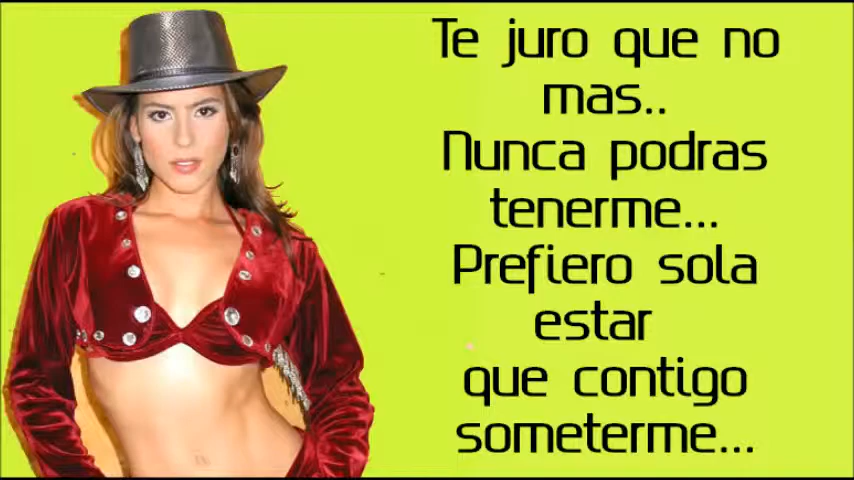 Te juro que no
mas..
Nunca podras
tenerme...
Prefiero sola
estar
que contigo
someterme...